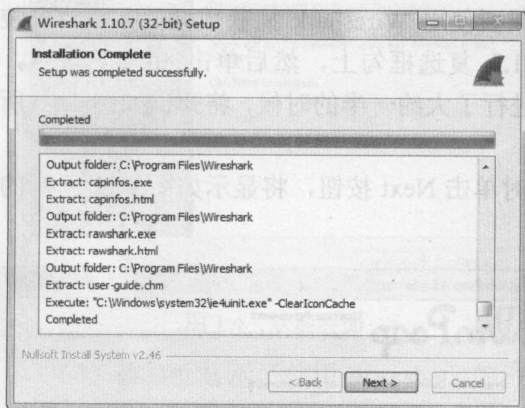 Wireshark 1.10.7 (32-bit) Setup
Installation Complete
Setup was completed successfully.
Completed
Output folder: C:\Program Files\Wireshark
Extract: capinfos.exe
Extract: capinfos.html
Output folder: C:\Program Files\Wireshark
Extract: rawshark.exe
Extract: rawshark.html
Output folder: C:\Program Files\Wireshark
Extract: user-guide.chm
Execute: "C:\Windows\system32\ie4uinit.exe" -ClearIconCache
Completed
Nullsoft Install System v2.46
< Back
Next >
Cancel